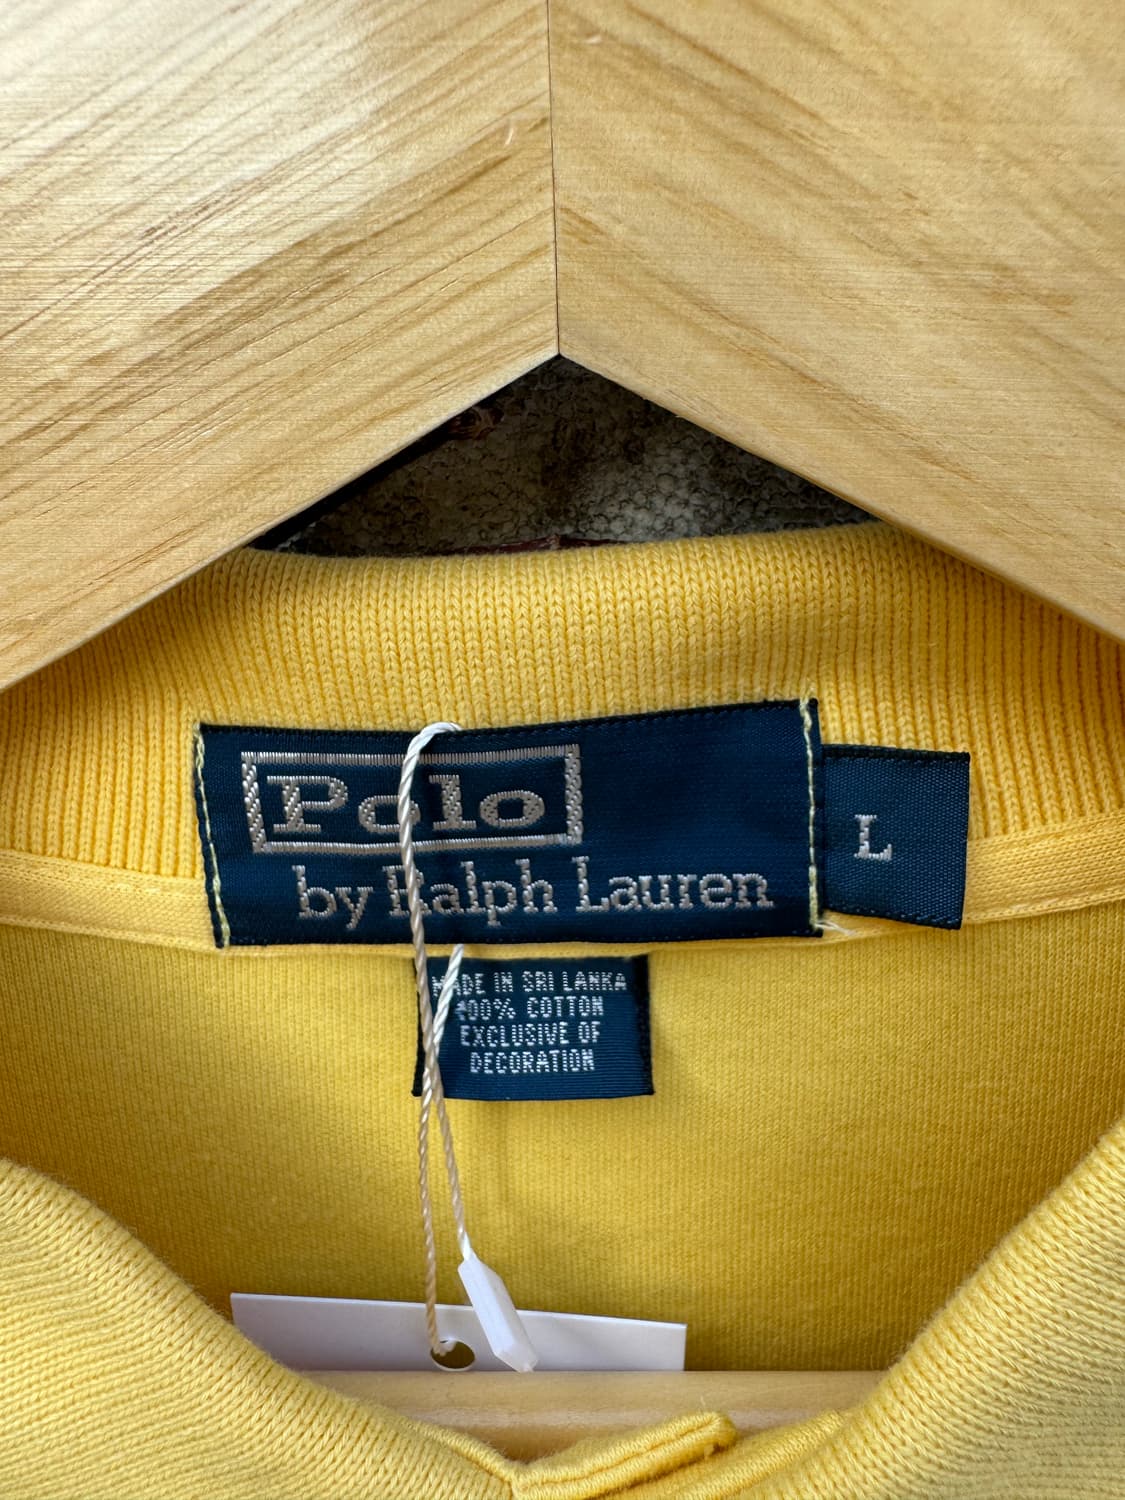 Polo
by Ralph Lauren
L
MADE IN SRI LANKA
100% COTTON
EXCLUSIVE OF
DECORATION